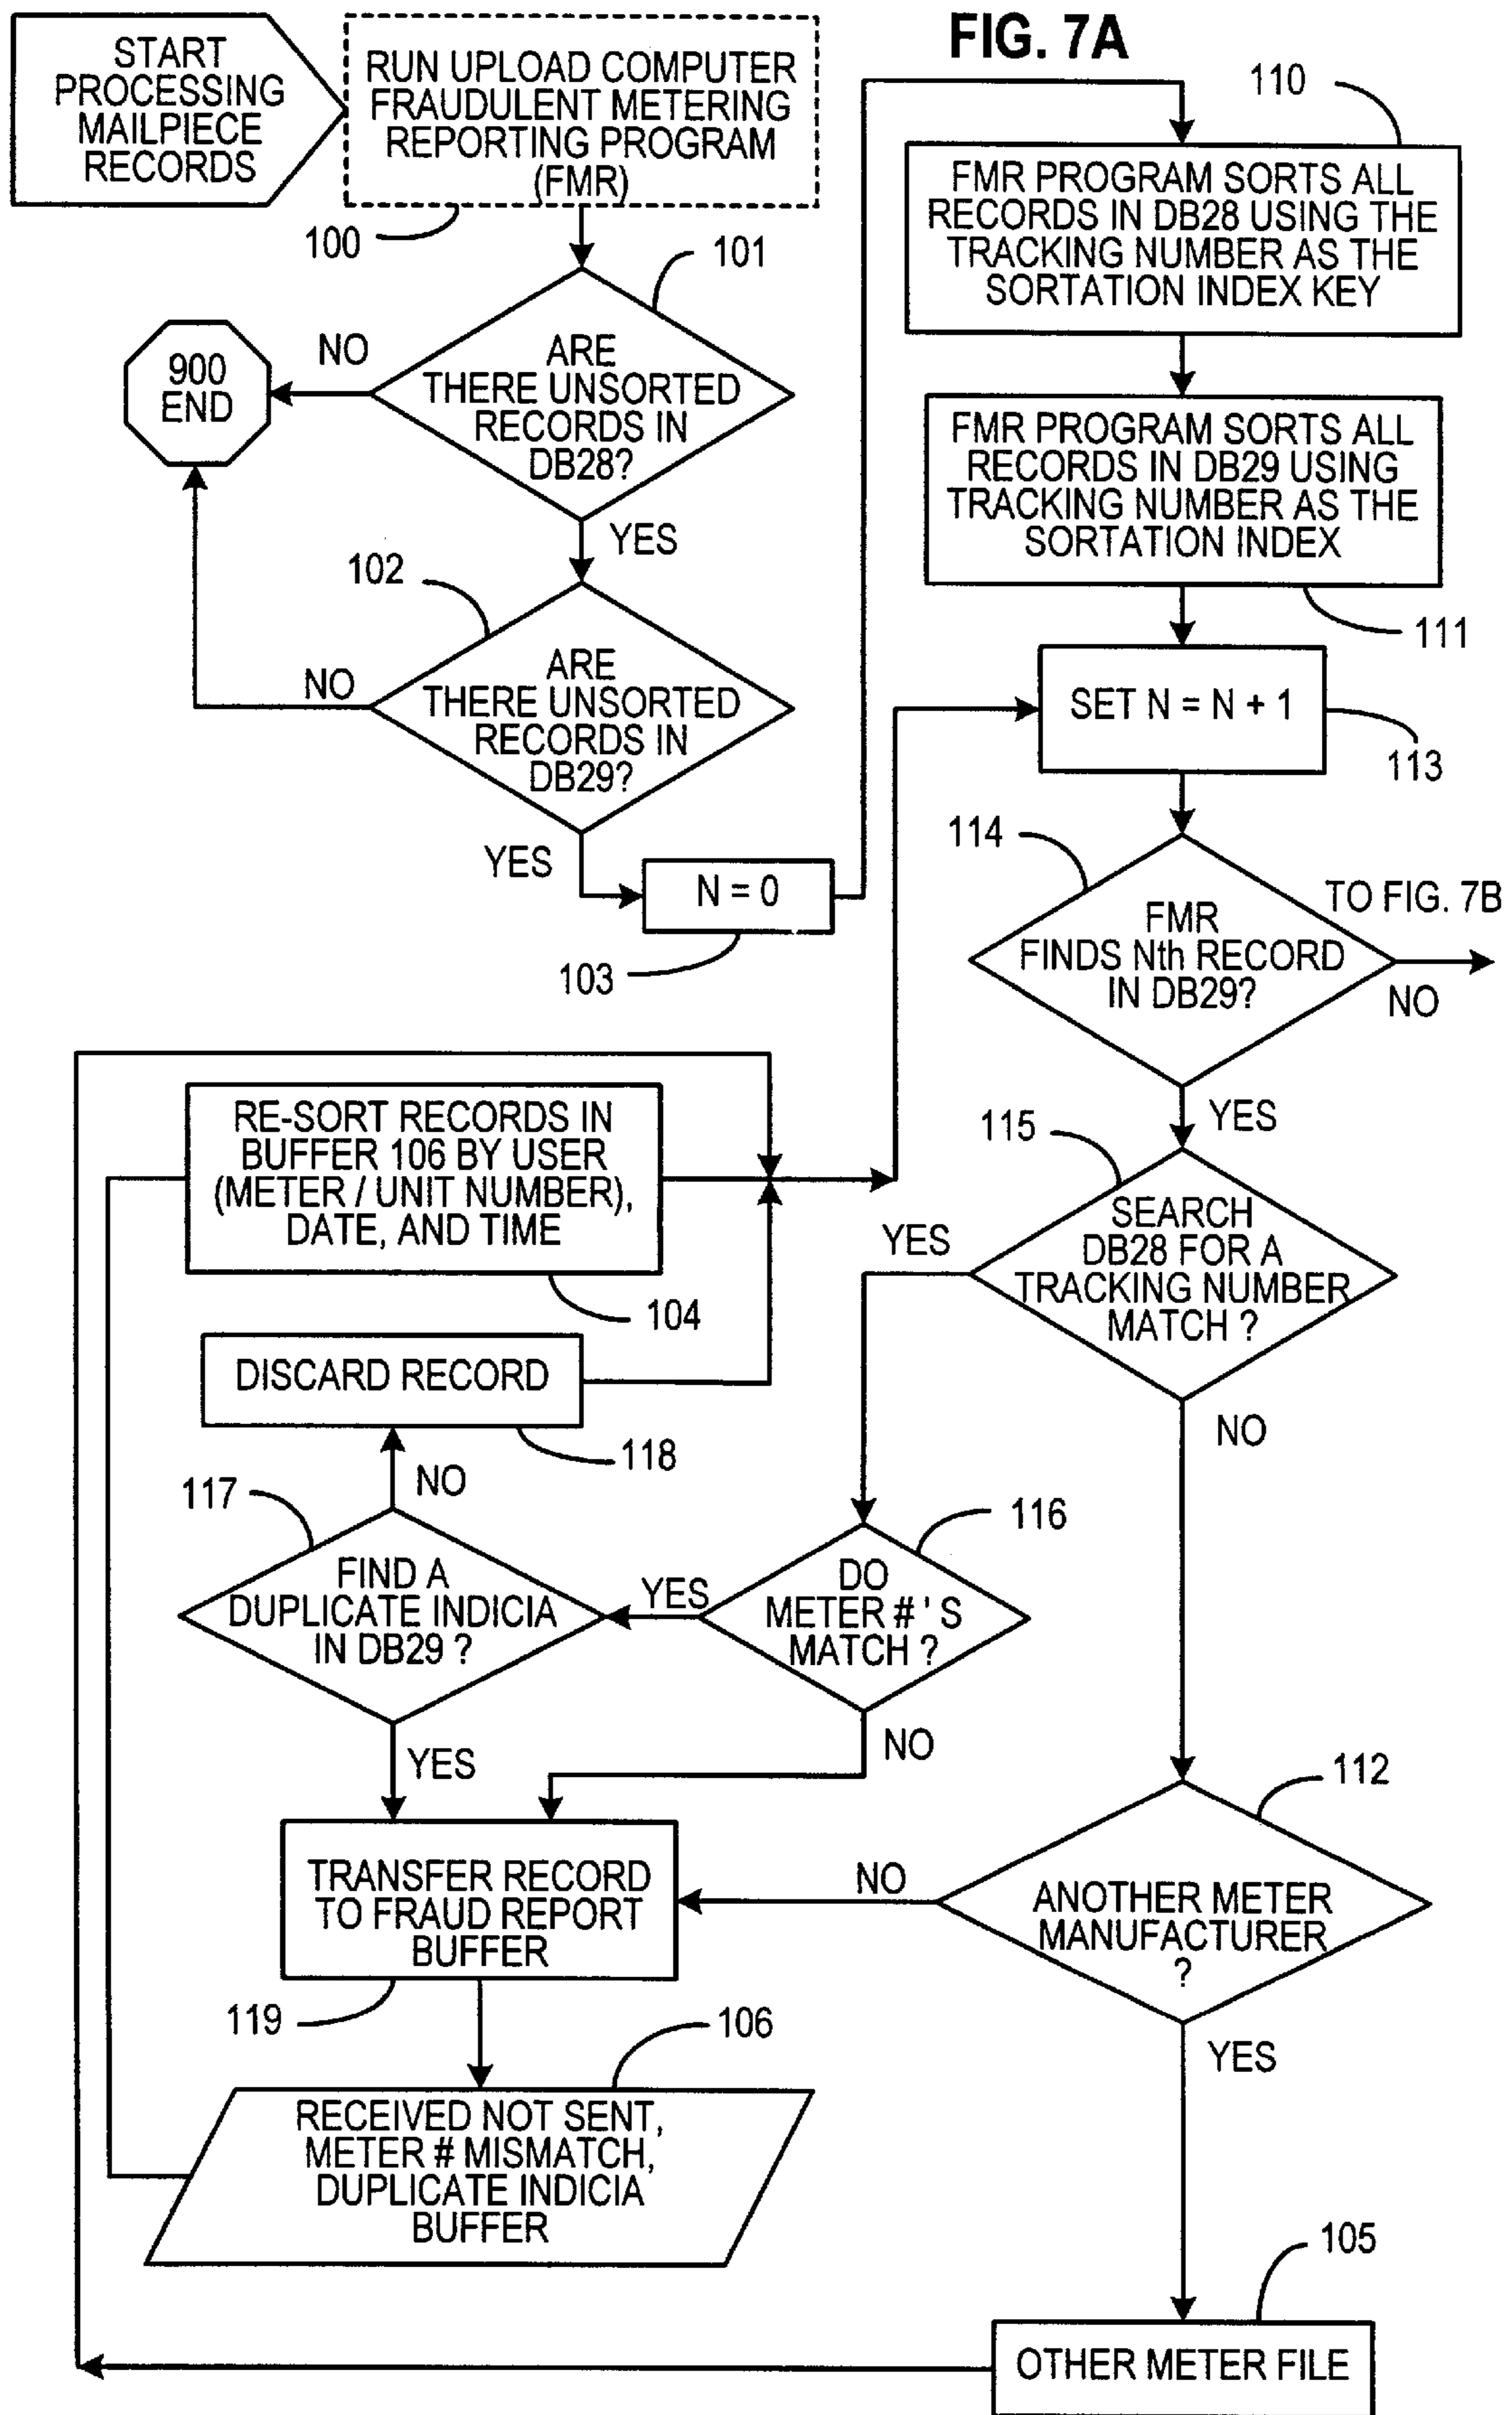 FIG. 7A
START
PROCESSING
MAILPIECE
RECORDS
RUN UPLOAD COMPUTER
FRAUDULENT METERING
REPORTING PROGRAM
(FMR)
100
101
ARE
THERE UNSORTED
RECORDS IN
DB28?
NO
900
END
YES
102
ARE
THERE UNSORTED
RECORDS IN
DB29?
NO
YES
N = 0
103
110
FMR PROGRAM SORTS ALL
RECORDS IN DB28 USING THE
TRACKING NUMBER AS THE
SORTATION INDEX KEY
FMR PROGRAM SORTS ALL
RECORDS IN DB29 USING
TRACKING NUMBER AS THE
SORTATION INDEX
111
SET N = N + 1
113
114
FMR
FINDS Nth RECORD
IN DB29?
TO FIG. 7B
NO
YES
115
SEARCH
DB28 FOR A
TRACKING NUMBER
MATCH ?
YES
NO
RE-SORT RECORDS IN
BUFFER 106 BY USER
(METER / UNIT NUMBER),
DATE, AND TIME
104
DISCARD RECORD
118
NO
117
FIND A
DUPLICATE INDICIA
IN DB29 ?
YES
116
DO
METER # ' S
MATCH ?
YES
NO
112
ANOTHER METER
MANUFACTURER
?
NO
YES
TRANSFER RECORD
TO FRAUD REPORT
BUFFER
119
106
RECEIVED NOT SENT,
METER # MISMATCH,
DUPLICATE INDICIA
BUFFER
105
OTHER METER FILE